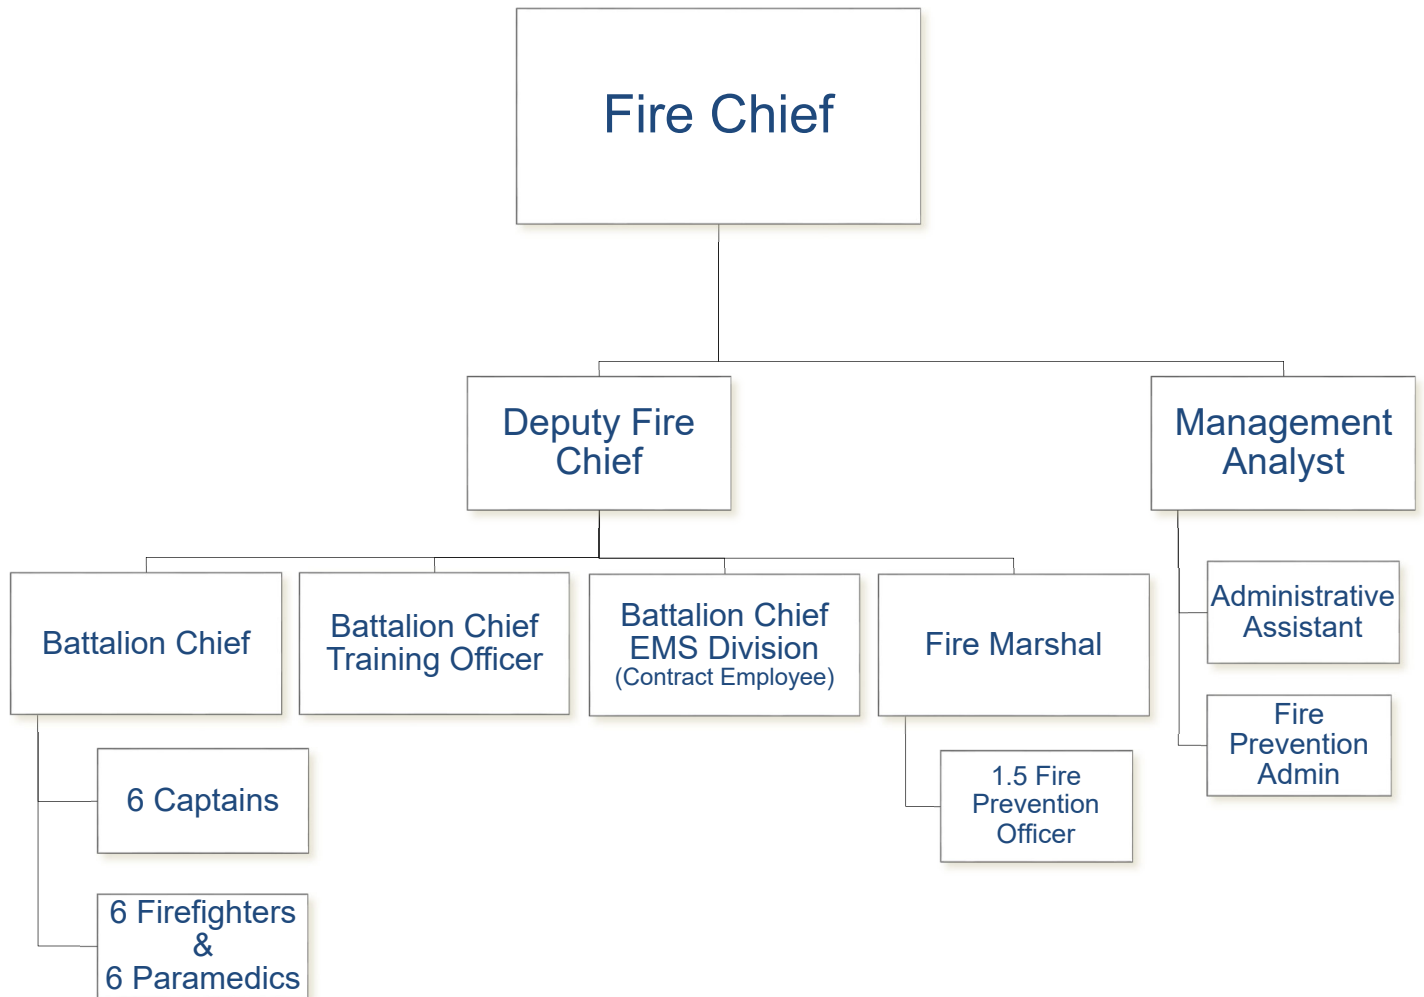 Fire Chief
Deputy Fire
Chief
Management
Analyst
Battalion Chief
Battalion Chief
Training Officer
Battalion Chief
EMS Division
(Contract Employee)
Fire Marshal
Administrative
Assistant
Fire
Prevention
Admin
6 Captains
1.5 Fire
Prevention
Officer
6 Firefighters
&
6 Paramedics